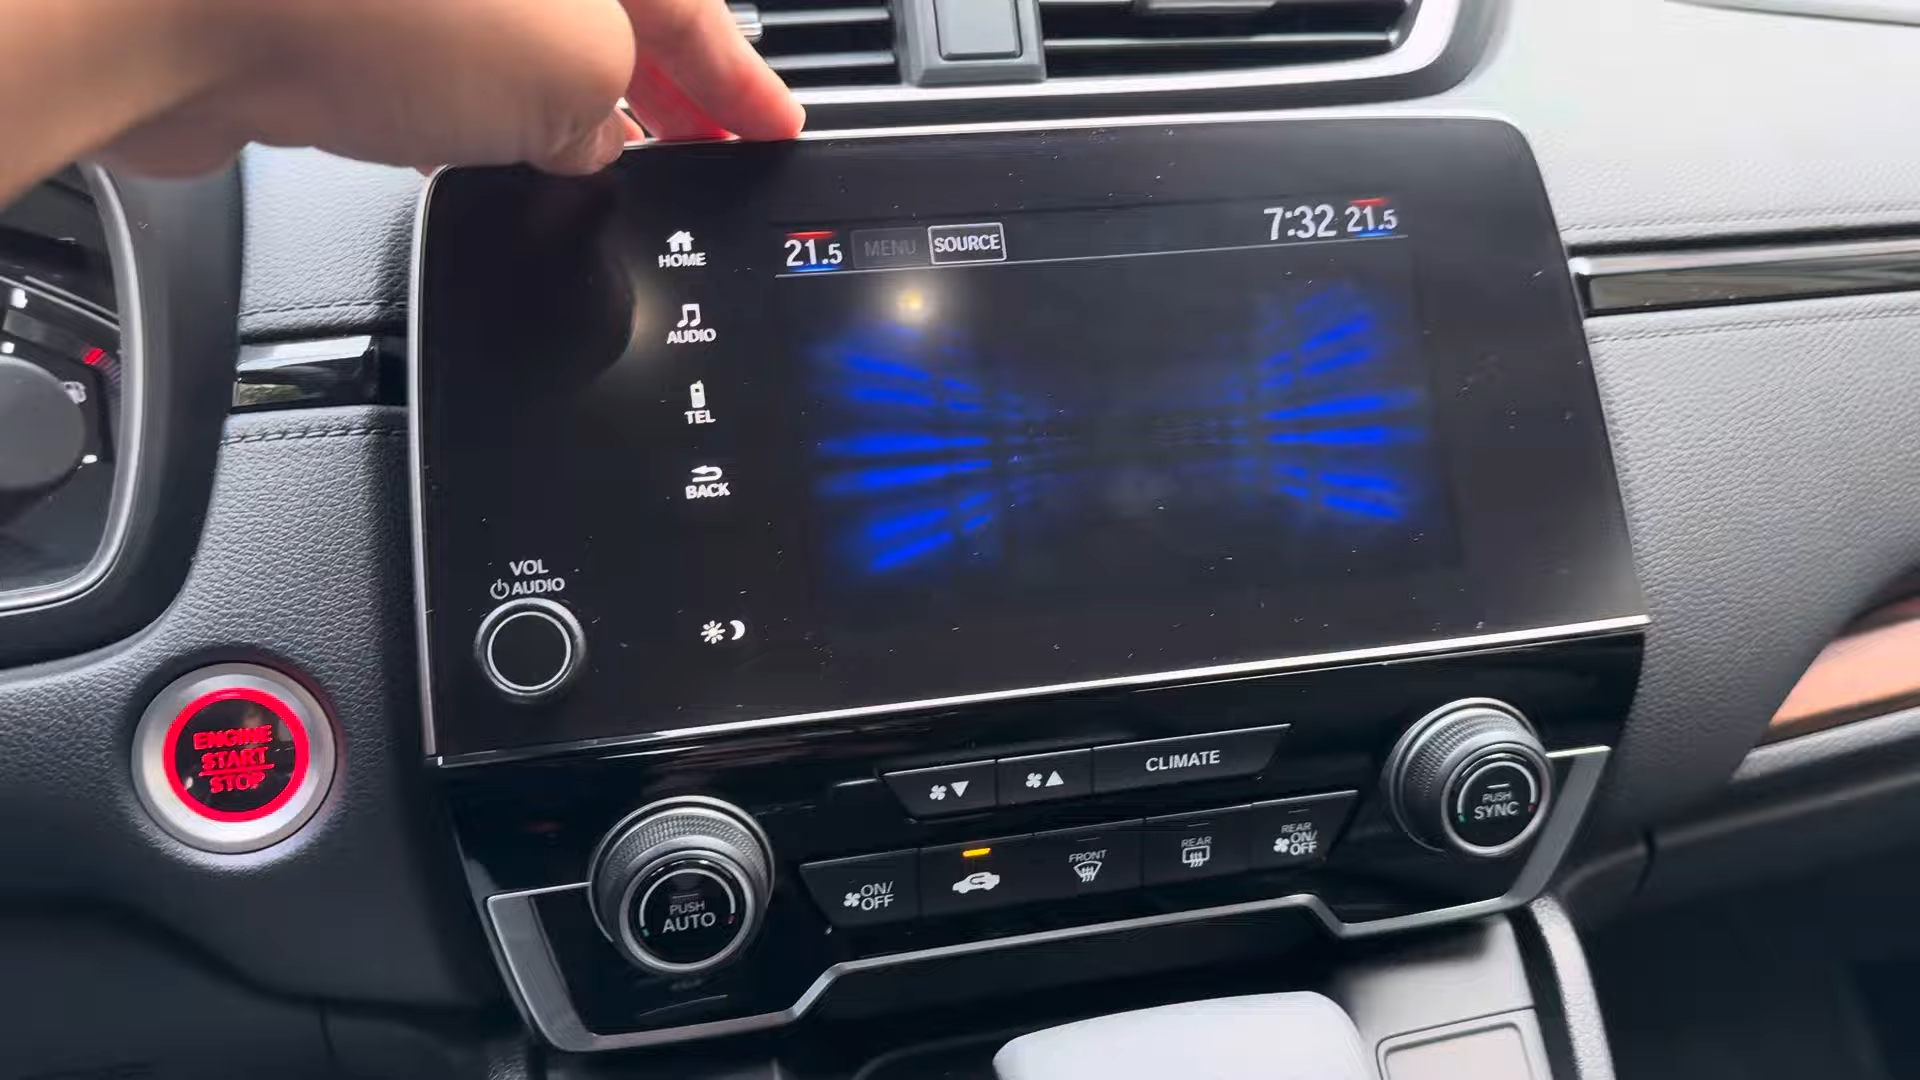 HOME
21.5
MENU
SOURCE
7:32
21.5
AUDIO
TEL
BACK
VOL
AUDIO
ENGINE
START
STOP
CLIMATE
PUSH
AUTO
ON/
OFF
FRONT
REAR
REAR
ON/
OFF
PUSH
SYNC